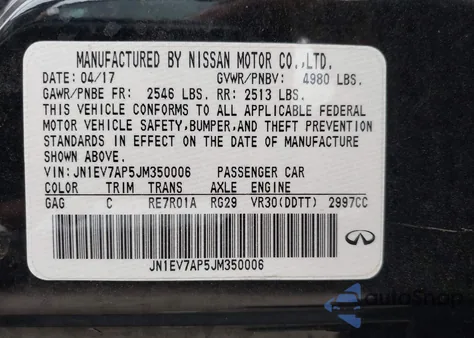 MANUFACTURED BY NISSAN MOTOR CO.,LTD.
DATE: 04/17 GVWR/PNBV: 4980 LBS.
GAWR/PNBE FR: 2546 LBS. RR: 2513 LBS.
THIS VEHICLE CONFORMS TO ALL APPLICABLE FEDERAL
MOTOR VEHICLE SAFETY,BUMPER,AND THEFT PREVENTION
STANDARDS IN EFFECT ON THE DATE OF MANUFACTURE
SHOWN ABOVE.
VIN: JN1EV7AP5JM350006 PASSENGER CAR
COLOR TRIM TRANS AXLE ENGINE
GAG C RE7R01A RG29 VR30(DDTT) 2997CC
JN1EV7AP5JM350006
autoShop